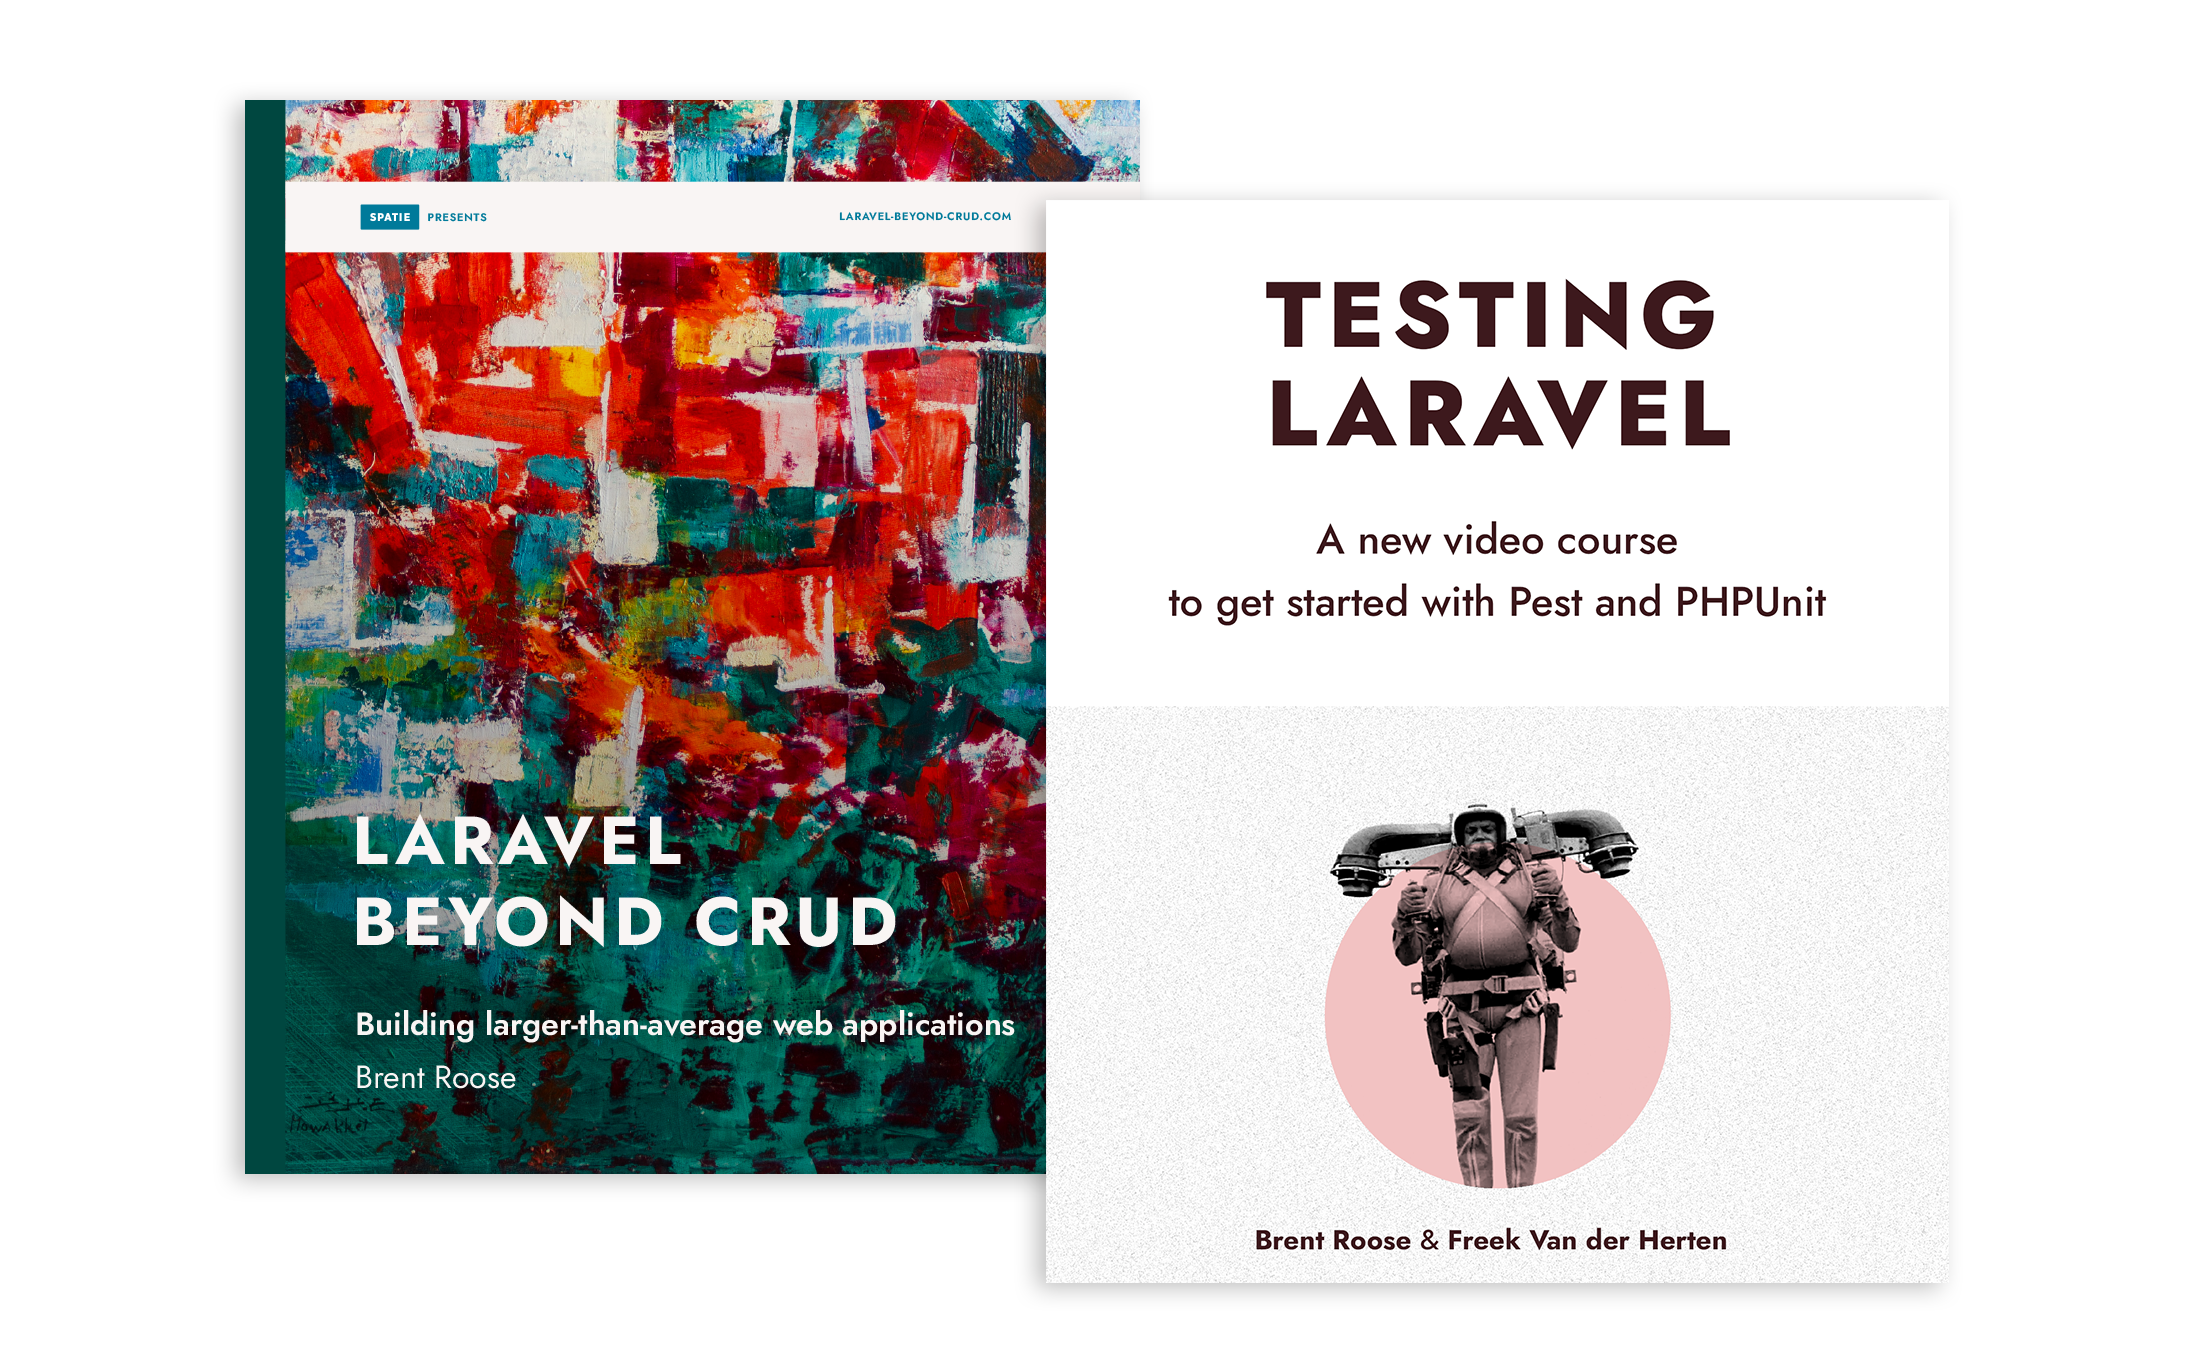 SPATIE PRESENTS
LARAVEL-BEYOND-CRUD.COM
LARAVEL
BEYOND CRUD
Building larger-than-average web applications
Brent Roose
TESTING
LARAVEL
A new video course
to get started with Pest and PHPUnit
Brent Roose & Freek Van der Herten